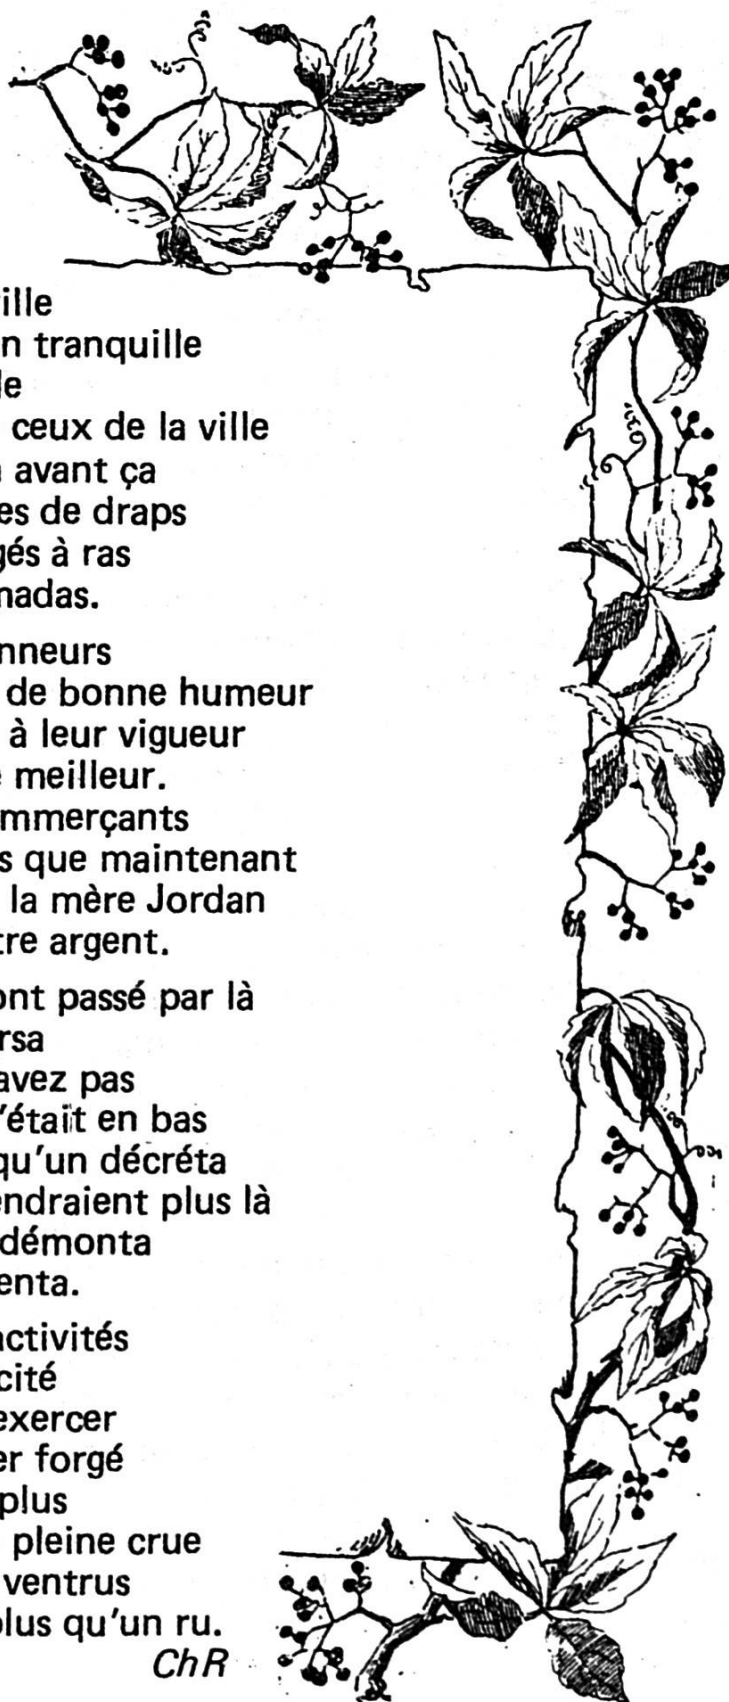 ille
n tranquille
le
ceux de la ville
avant ça
es de draps
gés à ras
nadas.
nneurs
de bonne humeur
à leur vigueur
meilleur.
mmerçants
s que maintenant
la mère Jordan
tre argent.
ont passé par là
rsa
avez pas
'était en bas
qu'un décréta
endraient plus là
démonta
enta.
activités
cité
exercer
er forgé
plus
pleine crue
ventrus
plus qu'un ru.
ChR